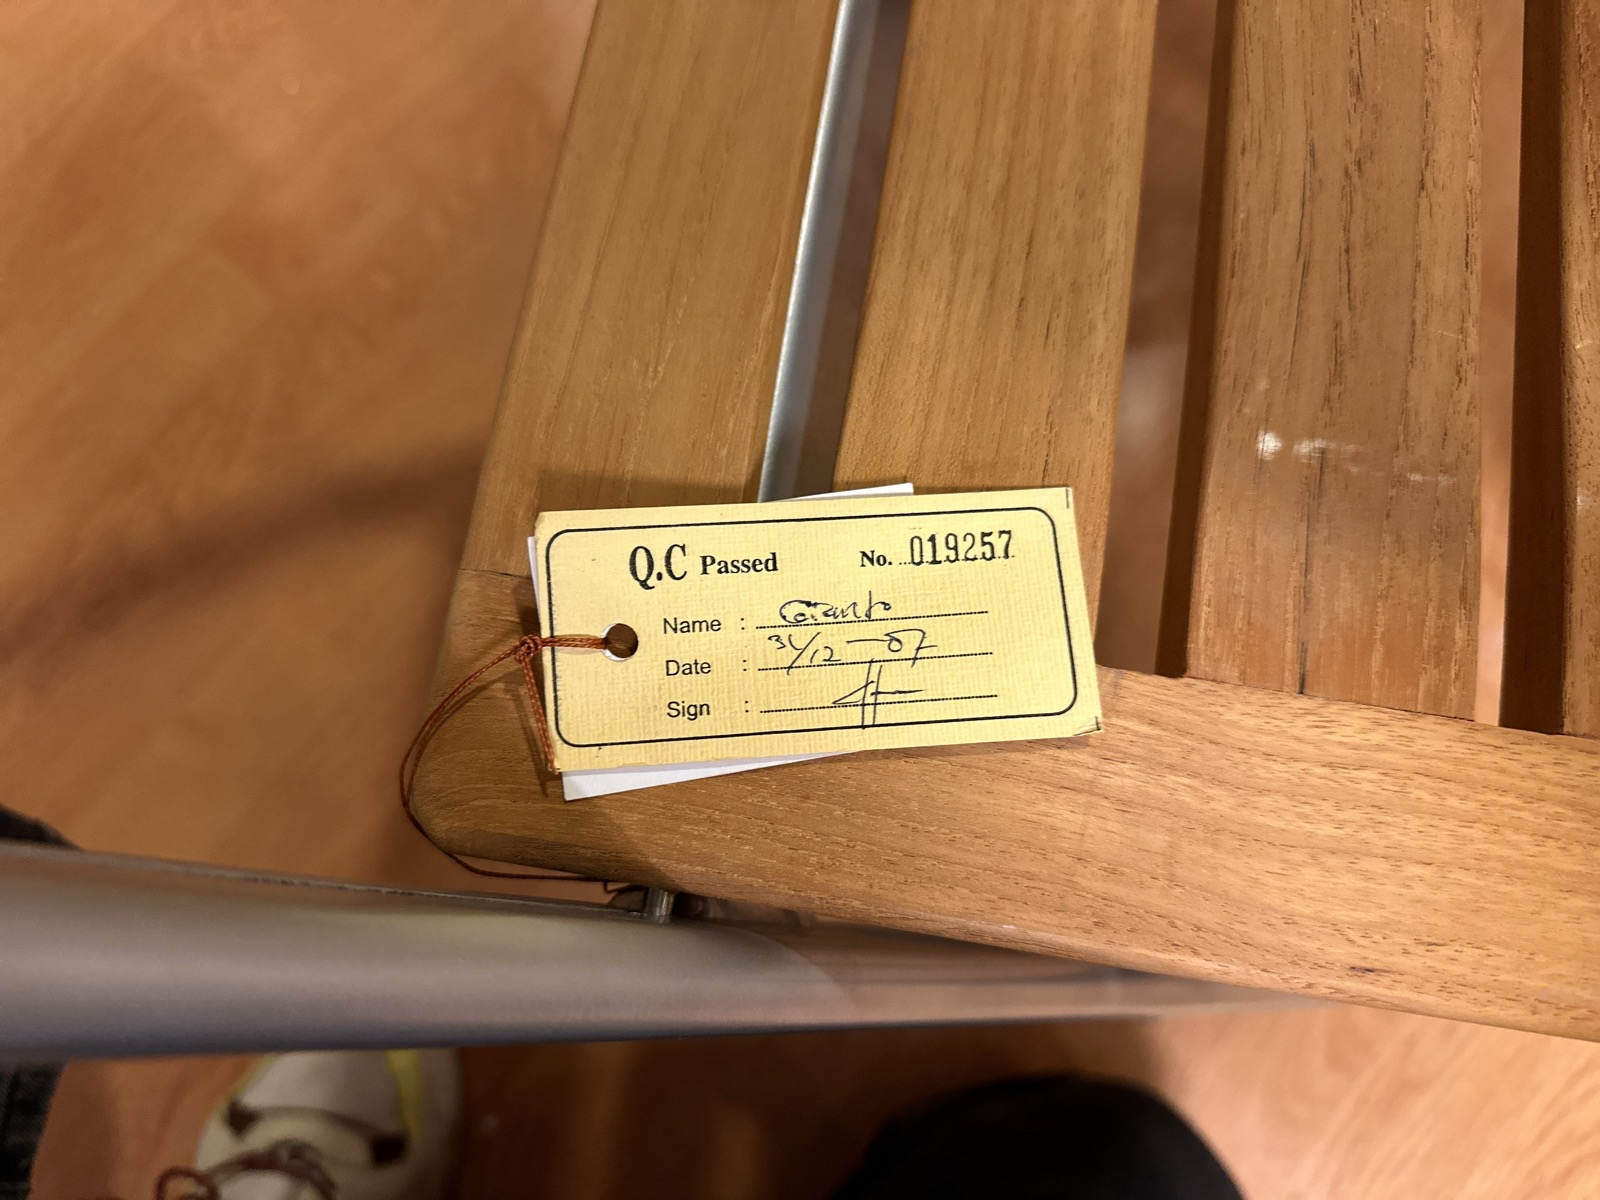 Q.C Passed No. 019257
Name :
Date : 31/12-07
Sign :